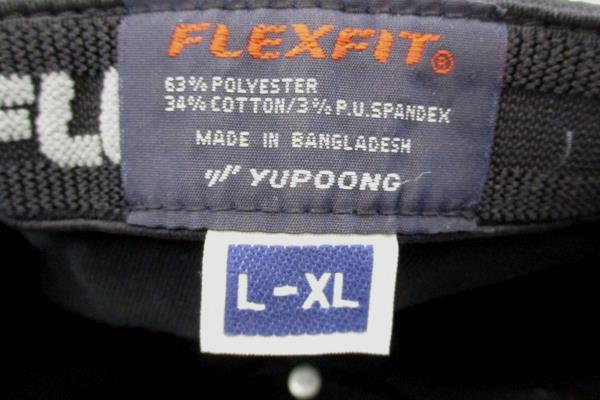 FLEXFIT®
63% POLYESTER
34% COTTON/3% P.U.SPANDEX
MADE IN BANGLADESH
YUPOONG
L-XL